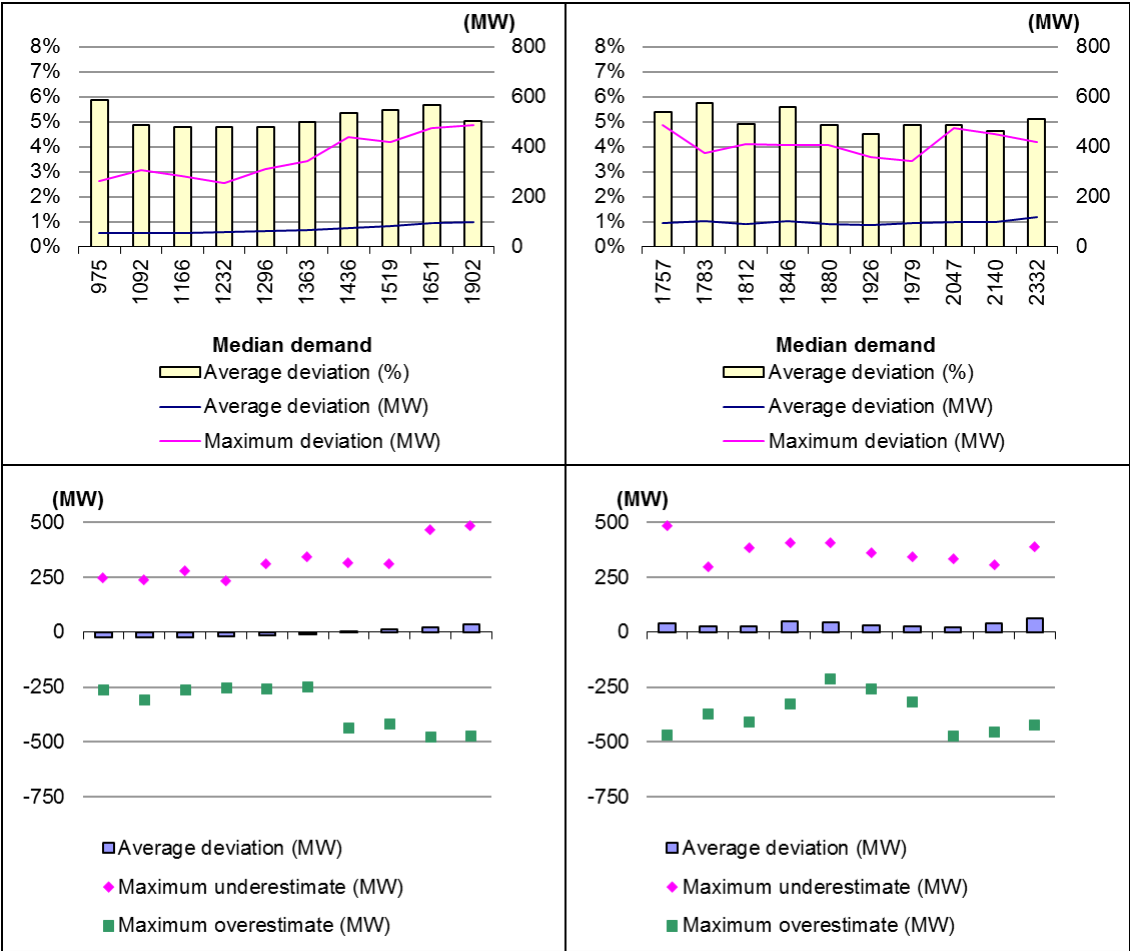 (MW)
8% 800
7%
6% 600
5%
4% 400
3%
2% 200
1%
0% 0
975 1092 1166 1232 1296 1363 1436 1519 1651 1902
Median demand
Average deviation (%)
Average deviation (MW)
Maximum deviation (MW)
(MW)
8% 800
7%
6% 600
5%
4% 400
3%
2% 200
1%
0% 0
1757 1783 1812 1846 1880 1926 1979 2047 2140 2332
Median demand
Average deviation (%)
Average deviation (MW)
Maximum deviation (MW)
(MW)
500
250
0
-250
-500
-750
Average deviation (MW)
Maximum underestimate (MW)
Maximum overestimate (MW)
(MW)
500
250
0
-250
-500
-750
Average deviation (MW)
Maximum underestimate (MW)
Maximum overestimate (MW)